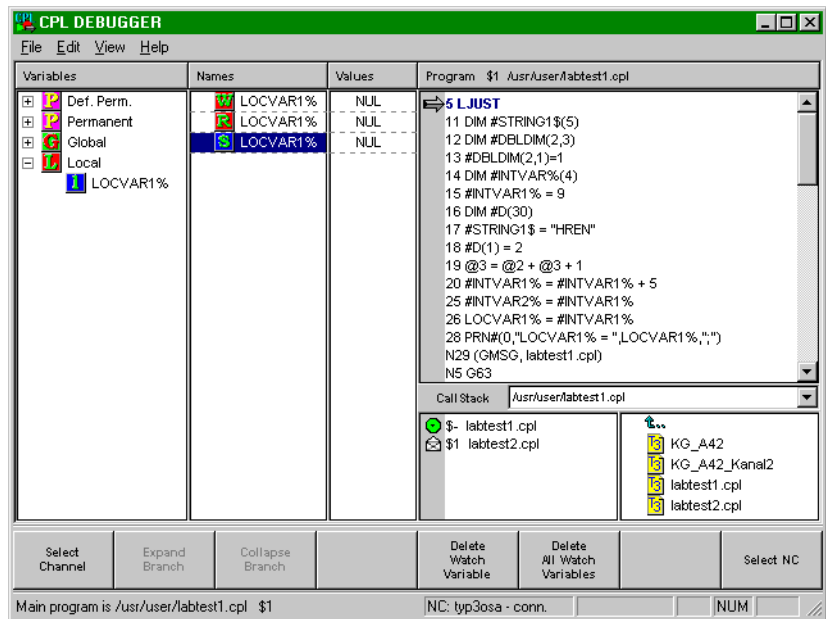 CPL DEBUGGER
File Edit View Help
Variables Names Values Program $1 /usr/user/labtest1.cpl
P Def. Perm.
P Permanent
G Global
L Local
1 LOCVAR1%
W LOCVAR1% NUL
R LOCVAR1% NUL
S LOCVAR1% NUL
5 LJUST
11 DIM #STRING1$(5)
12 DIM #DBLDIM(2,3)
13 #DBLDIM(2,1)=1
14 DIM #INTVAR%(4)
15 #INTVAR1% = 9
16 DIM #D(30)
17 #STRING1$ = "HREN"
18 #D(1) = 2
19 @3 = @2 + @3 + 1
20 #INTVAR1% = #INTVAR1% + 5
25 #INTVAR2% = #INTVAR1%
26 LOCVAR1% = #INTVAR1%
28 PRN#(0,"LOCVAR1% = ",LOCVAR1%,";")
N29 (GMSG, labtest1.cpl)
N5 G63
Call Stack /usr/user/labtest1.cpl
$- labtest1.cpl
$1 labtest2.cpl
..
T3 KG_A42
T3 KG_A42_Kanal2
T3 labtest1.cpl
T3 labtest2.cpl
Select Channel
Expand Branch
Collapse Branch
Delete Watch Variable
Delete All Watch Variables
Select NC
Main program is /usr/user/labtest1.cpl $1 NC: typ3osa - conn. NUM